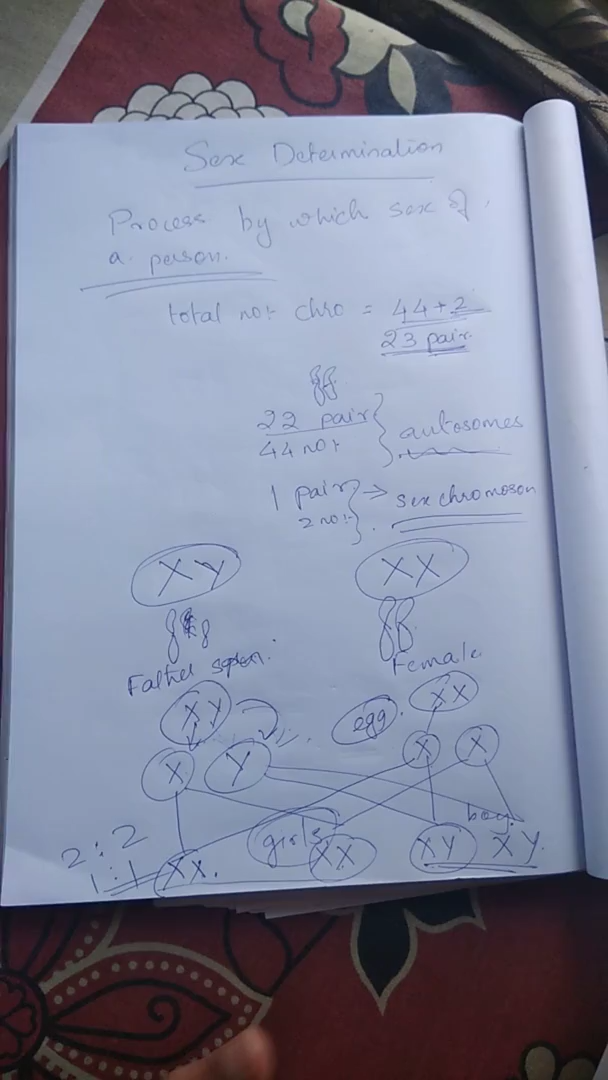 Sex Determination
Process by which sex of
a person.
total no:- chro = 44+2
23 pair
22 pair
44 no:- } autosomes
1 pair
2 no:- } → sex chromoson
XY XX
Father Female
XY egg. XX
X Y X X
2:2 girls boy
1:1 XX. XX XY XY.